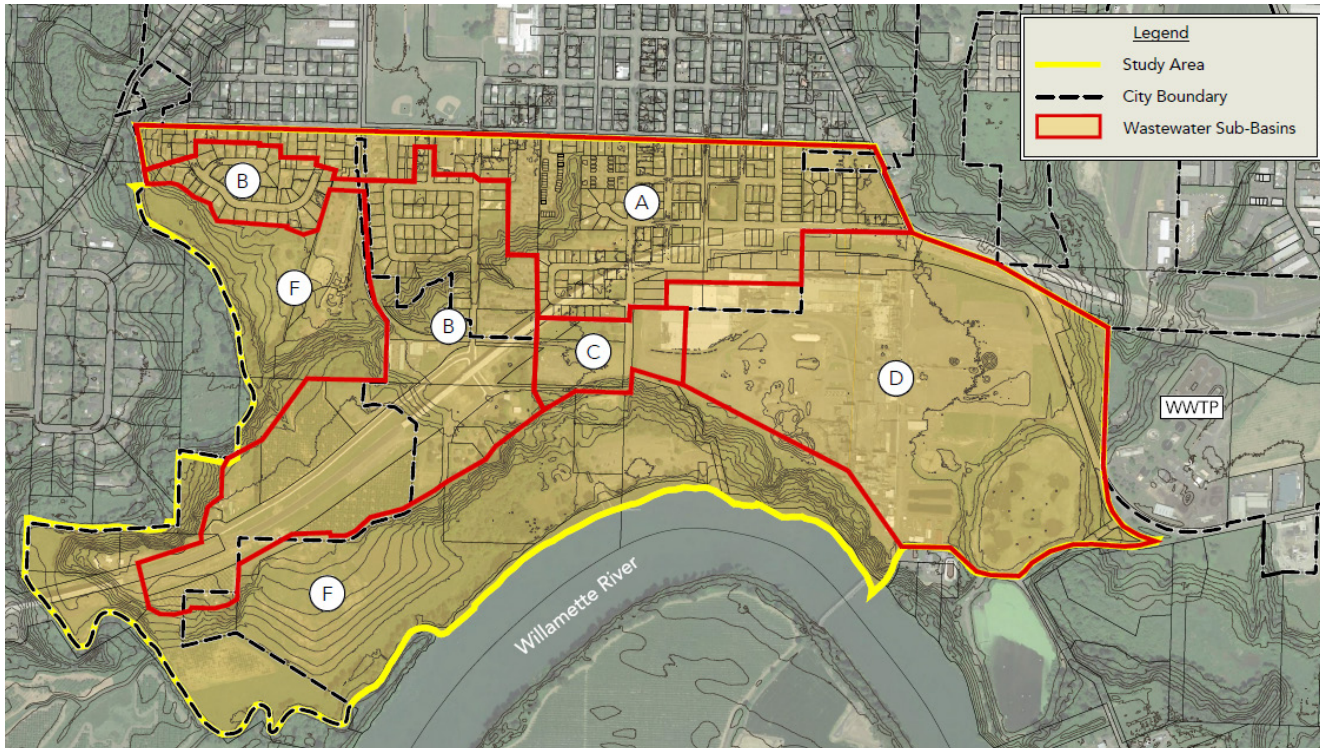 Legend
Study Area
City Boundary
Wastewater Sub-Basins
B
A
F
B
C
D
WWTP
F
Willamette River